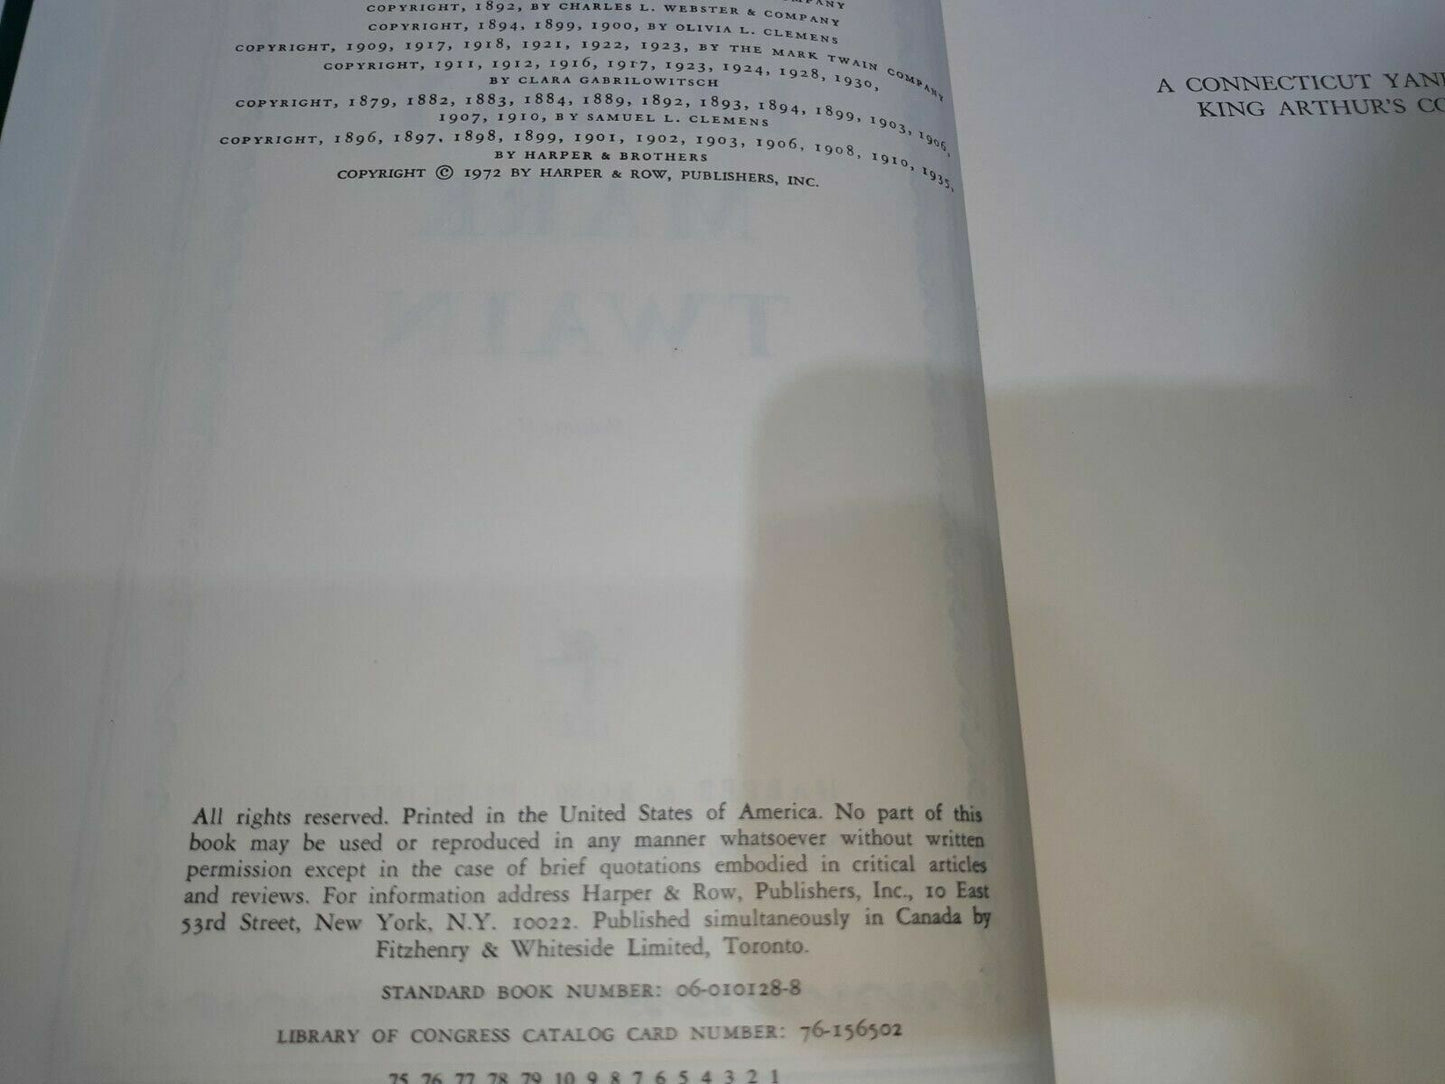 COMPANY
COPYRIGHT, 1892, BY CHARLES L. WEBSTER & COMPANY
COPYRIGHT, 1894, 1899, 1900, BY OLIVIA L. CLEMENS
COPYRIGHT, 1909, 1917, 1918, 1921, 1922, 1923, BY THE MARK TWAIN COMPANY
COPYRIGHT, 1911, 1912, 1916, 1917, 1923, 1924, 1928, 1930,
BY CLARA GABRILOWITSCH
COPYRIGHT, 1879, 1882, 1883, 1884, 1889, 1892, 1893, 1894, 1899, 1903, 1906,
1907, 1910, BY SAMUEL L. CLEMENS
COPYRIGHT, 1896, 1897, 1898, 1899, 1901, 1902, 1903, 1906, 1908, 1910, 1935,
BY HARPER & BROTHERS
COPYRIGHT © 1972 BY HARPER & ROW, PUBLISHERS, INC.
MARK
TWAIN
All rights reserved. Printed in the United States of America. No part of this
book may be used or reproduced in any manner whatsoever without written
permission except in the case of brief quotations embodied in critical articles
and reviews. For information address Harper & Row, Publishers, Inc., 10 East
53rd Street, New York, N.Y. 10022. Published simultaneously in Canada by
Fitzhenry & Whiteside Limited, Toronto.
STANDARD BOOK NUMBER: 06-010128-8
LIBRARY OF CONGRESS CATALOG CARD NUMBER: 76-156502
75 76 77 78 79 10 9 8 7 6 5 4 3 2 1
A CONNECTICUT YAN
KING ARTHUR'S CO